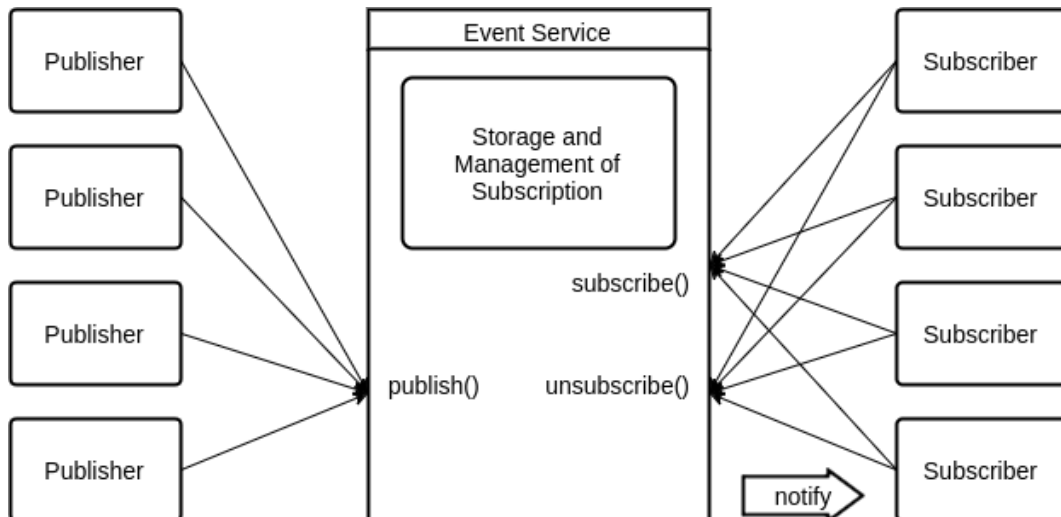 Publisher
Publisher
Publisher
Publisher
Event Service
Storage and
Management of
Subscription
subscribe()
publish()
unsubscribe()
notify
Subscriber
Subscriber
Subscriber
Subscriber